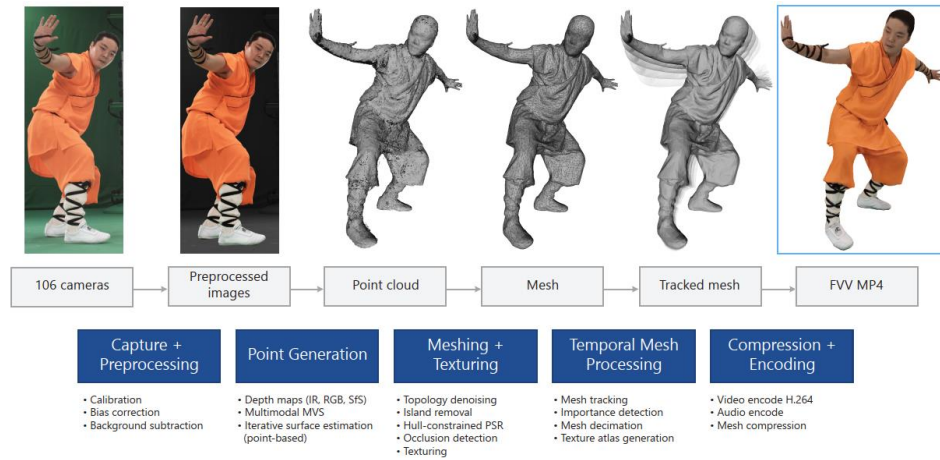 106 cameras
Preprocessed
images
Point cloud
Mesh
Tracked mesh
FVV MP4
Capture +
Preprocessing
• Calibration
• Bias correction
• Background subtraction
Point Generation
• Depth maps (IR, RGB, SfS)
• Multimodal MVS
• Iterative surface estimation
(point-based)
Meshing +
Texturing
• Topology denoising
• Island removal
• Hull-constrained PSR
• Occlusion detection
• Texturing
Temporal Mesh
Processing
• Mesh tracking
• Importance detection
• Mesh decimation
• Texture atlas generation
Compression +
Encoding
• Video encode H.264
• Audio encode
• Mesh compression